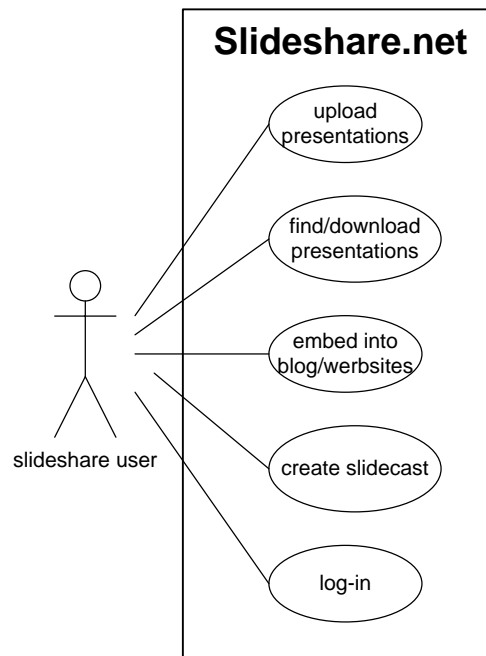 Slideshare.net
upload
presentations
find/download
presentations
embed into
blog/werbsites
create slidecast
log-in
slideshare user